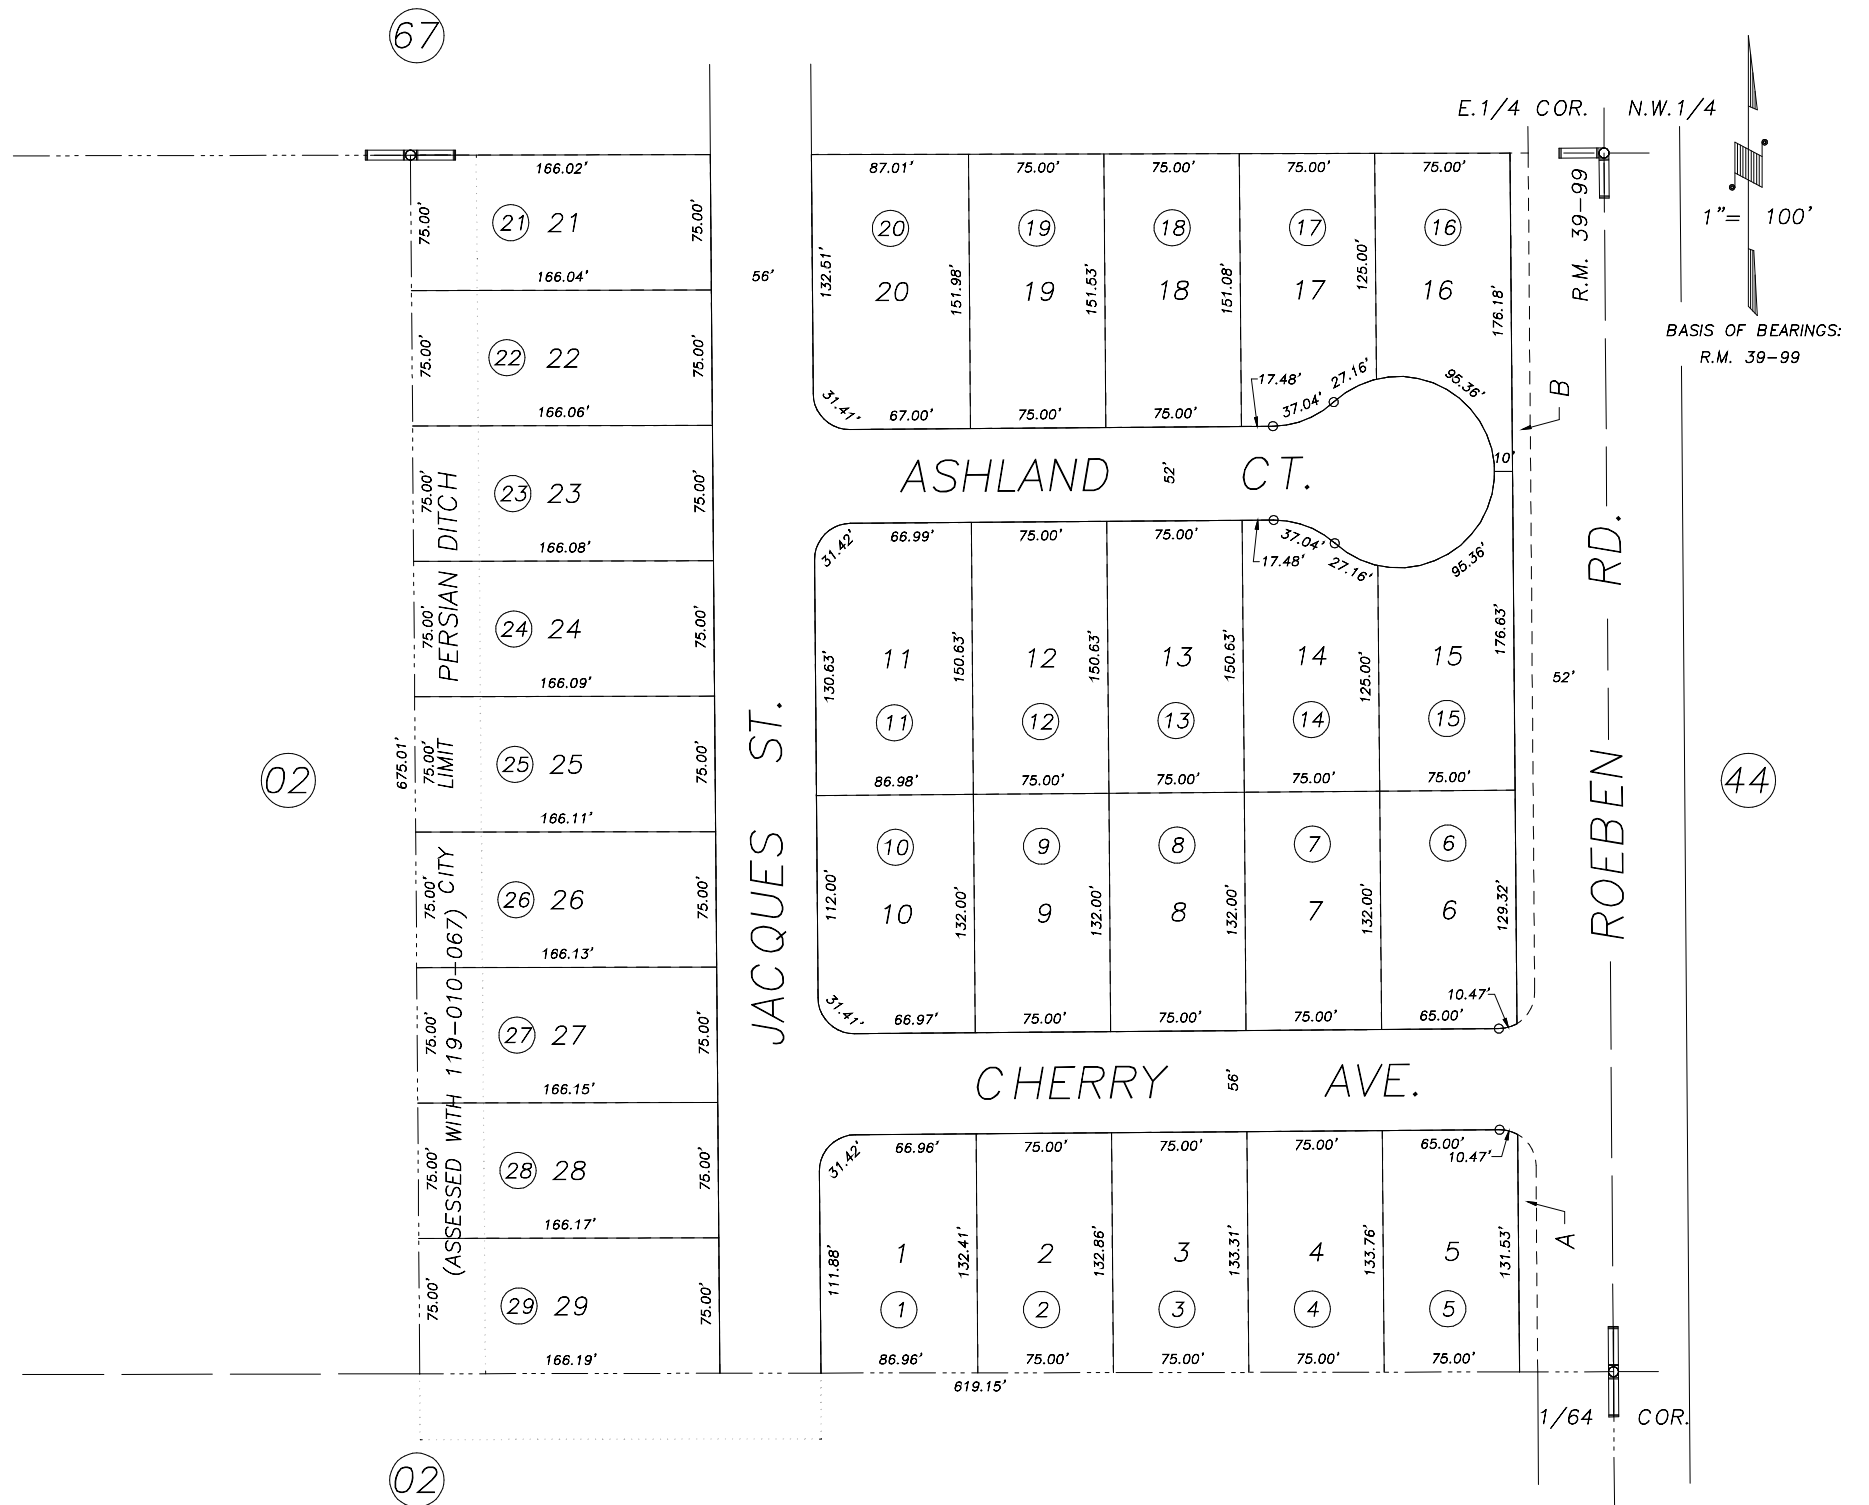 67
E.1/4 COR. N.W.1/4
R.M. 39-99
1"= 100'
BASIS OF BEARINGS:
R.M. 39-99
166.02'
75.00' 21 21 75.00'
166.04'
75.00' 22 22 75.00'
166.06'
75.00' 23 23 75.00'
166.08'
75.00' 24 24 75.00'
166.09'
675.01' 75.00' 25 25 75.00'
166.11'
75.00' 26 26 75.00'
166.13'
75.00' 27 27 75.00'
166.15'
75.00' 28 28 75.00'
166.17'
75.00' 29 29 75.00'
166.19'
PERSIAN DITCH
CITY LIMIT
(ASSESSED WITH 119-010-067)
02
56'
JACQUES ST.
87.01' 75.00' 75.00' 75.00' 75.00'
20 19 18 17 16
132.51' 20 151.98' 19 151.53' 18 151.08' 17 125.00' 16 176.18'
31.41' 67.00' 75.00' 75.00' 17.48' 37.04' 27.16' 95.36'
B
ASHLAND 52' CT. 10'
31.42' 66.99' 75.00' 75.00' 17.48' 37.04' 27.16' 95.36'
130.63' 11 150.63' 12 150.63' 13 150.63' 14 125.00' 15 176.63'
11 12 13 14 15
86.98' 75.00' 75.00' 75.00' 75.00'
10 9 8 7 6
112.00' 10 132.00' 9 132.00' 8 132.00' 7 132.00' 6 129.32'
31.41' 66.97' 75.00' 75.00' 75.00' 65.00' 10.47'
CHERRY 56' AVE.
31.42' 66.96' 75.00' 75.00' 75.00' 65.00' 10.47'
111.88' 1 132.41' 2 132.86' 3 133.31' 4 133.76' 5 131.53'
1 2 3 4 5
86.96' 75.00' 75.00' 75.00' 75.00'
619.15'
A
52'
ROEBEN RD.
44
1/64 COR.
02